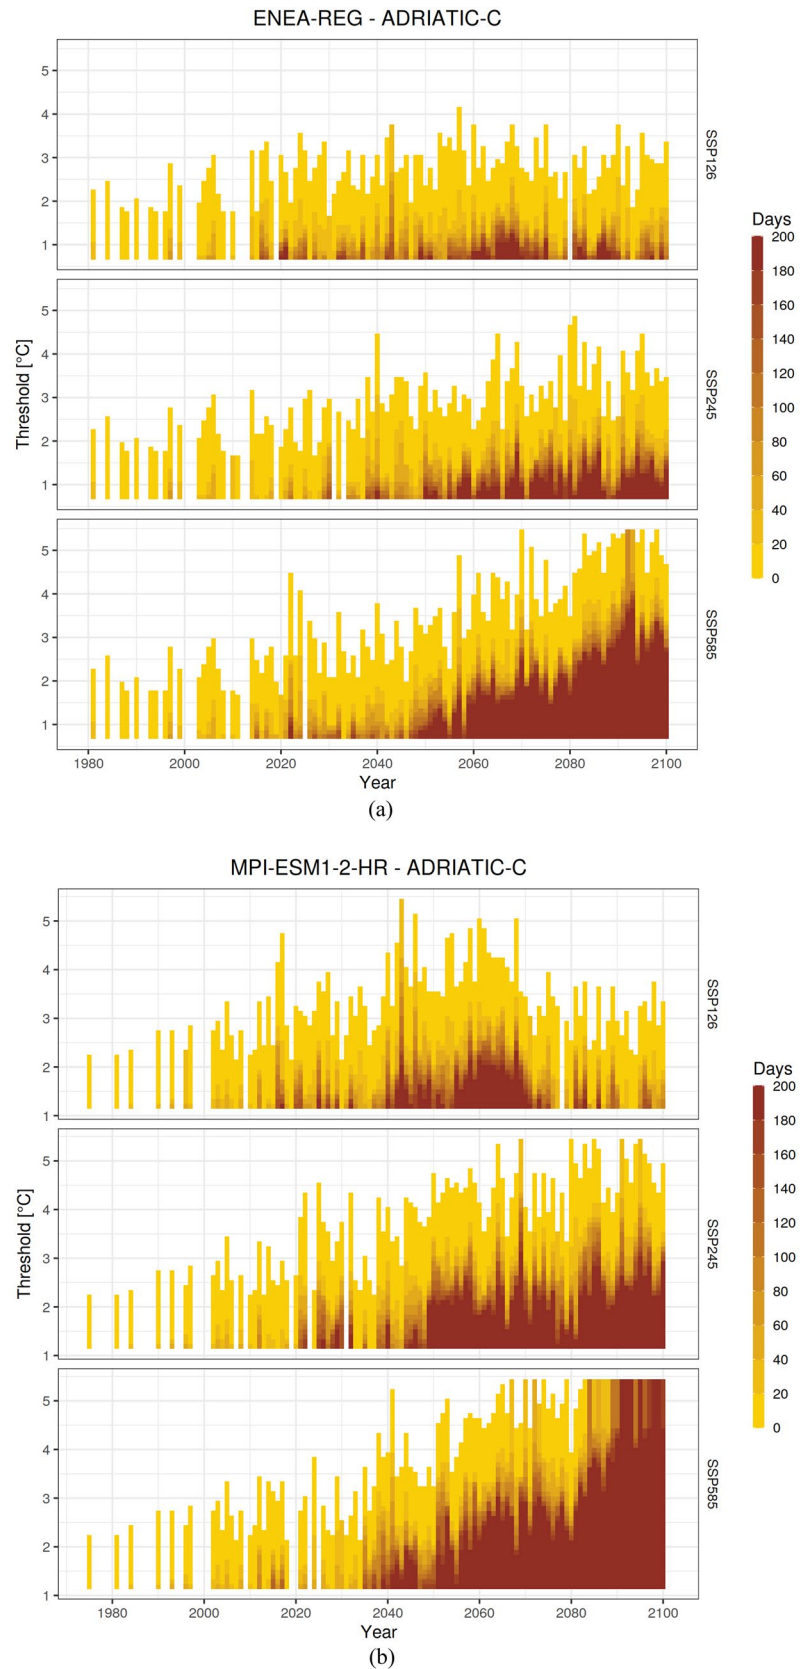 ENEA-REG - ADRIATIC-C
5
4
3
2
1
SSP126
5
4
3
2
1
SSP245
5
4
3
2
1
SSP585
Threshold [°C]
1980 2000 2020 2040 2060 2080 2100
Year
Days
200
180
160
140
120
100
80
60
40
20
0
(a)
MPI-ESM1-2-HR - ADRIATIC-C
5
4
3
2
1
SSP126
5
4
3
2
1
SSP245
5
4
3
2
1
SSP585
Threshold [°C]
1980 2000 2020 2040 2060 2080 2100
Year
Days
200
180
160
140
120
100
80
60
40
20
0
(b)